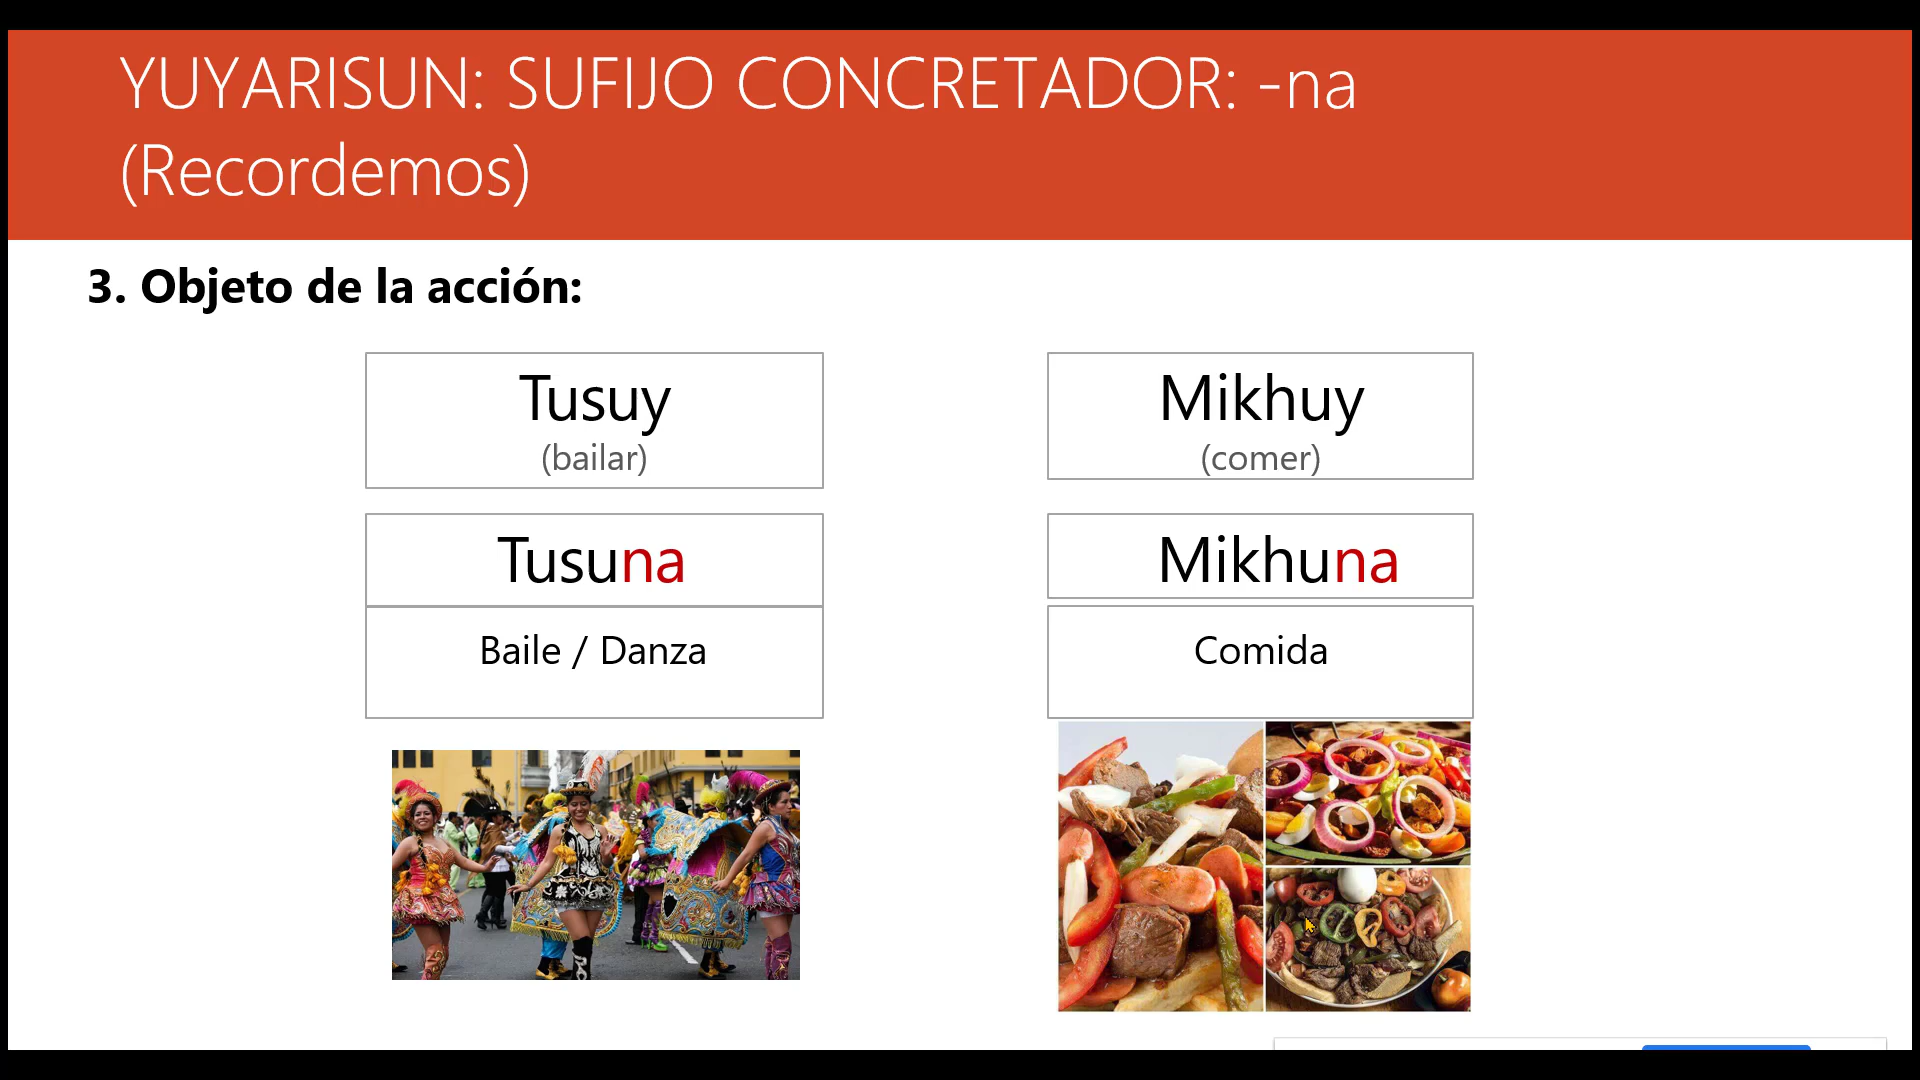 YUYARISUN: SUFIJO CONCRETADOR: -na
(Recordemos)
3. Objeto de la acción:
Tusuy
(bailar)
Mikhuy
(comer)
Tusuna
Mikhuna
Baile / Danza
Comida